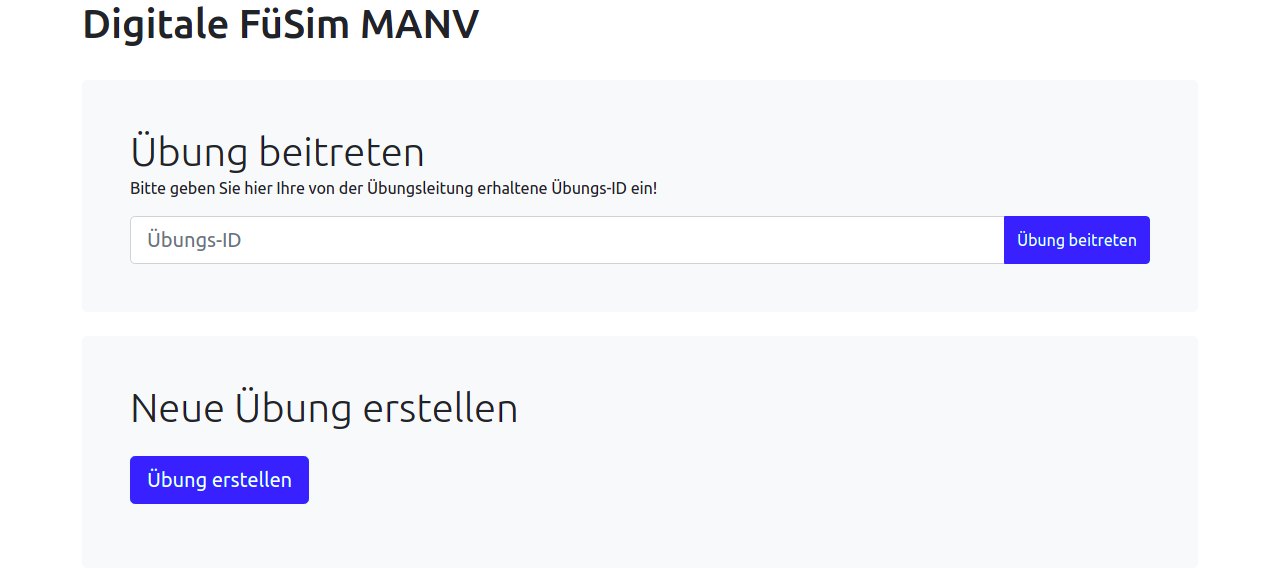 Digitale FüSim MANV
Übung beitreten
Bitte geben Sie hier Ihre von der Übungsleitung erhaltene Übungs-ID ein!
Übungs-ID
Übung beitreten
Neue Übung erstellen
Übung erstellen